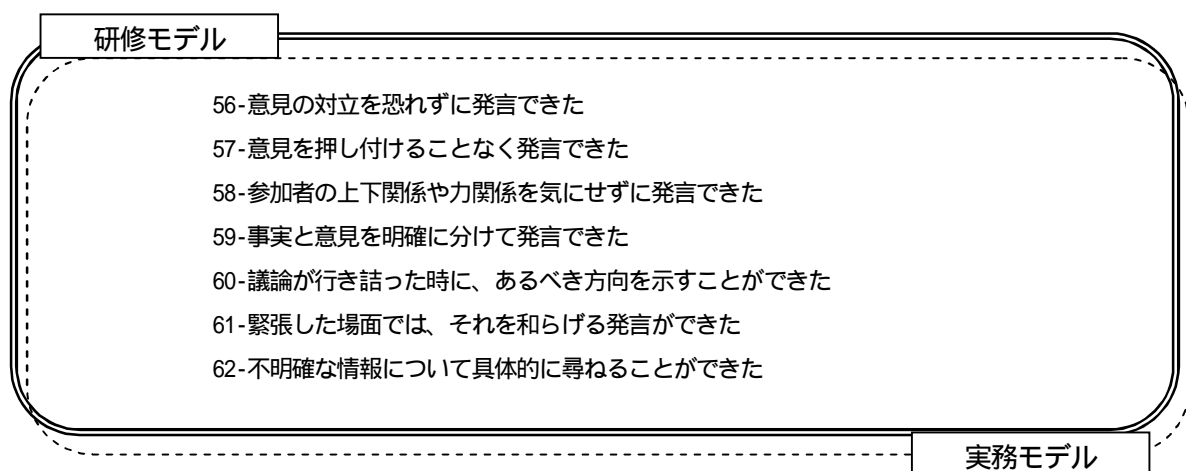 研修モデル
56-意見の対立を恐れずに発言できた
57-意見を押し付けることなく発言できた
58-参加者の上下関係や力関係を気にせずに発言できた
59-事実と意見を明確に分けて発言できた
60-議論が行き詰った時に、あるべき方向を示すことができた
61-緊張した場面では、それを和らげる発言ができた
62-不明確な情報について具体的に尋ねることができた
実務モデル